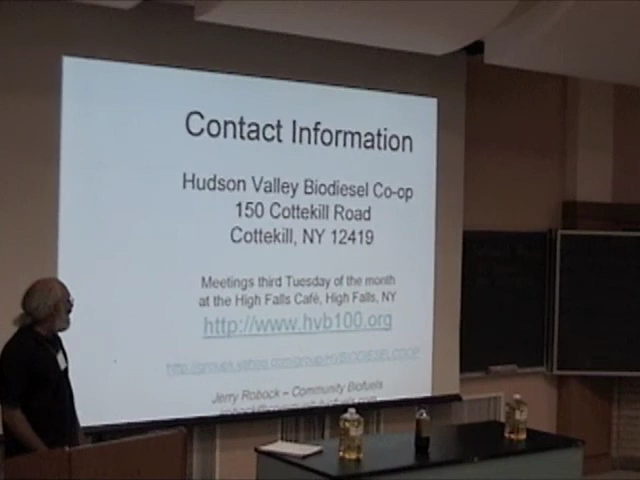 Contact Information
Hudson Valley Biodiesel Co-op
150 Cottekill Road
Cottekill, NY 12419
Meetings third Tuesday of the month
at the High Falls Café, High Falls, NY
http://www.hvb100.org
Jerry Robock – Community Biofuels